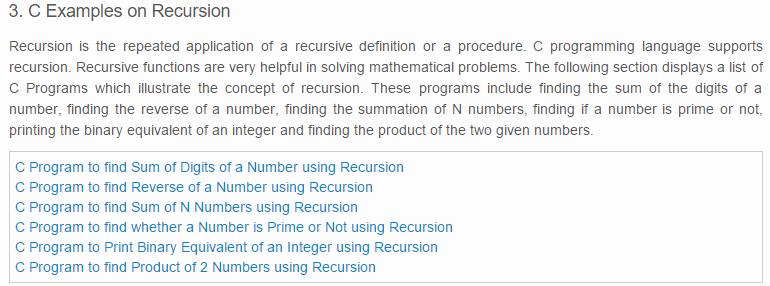 3. C Examples on Recursion
Recursion is the repeated application of a recursive definition or a procedure. C programming language supports
recursion. Recursive functions are very helpful in solving mathematical problems. The following section displays a list of
C Programs which illustrate the concept of recursion. These programs include finding the sum of the digits of a
number, finding the reverse of a number, finding the summation of N numbers, finding if a number is prime or not,
printing the binary equivalent of an integer and finding the product of the two given numbers.
C Program to find Sum of Digits of a Number using Recursion
C Program to find Reverse of a Number using Recursion
C Program to find Sum of N Numbers using Recursion
C Program to find whether a Number is Prime or Not using Recursion
C Program to Print Binary Equivalent of an Integer using Recursion
C Program to find Product of 2 Numbers using Recursion